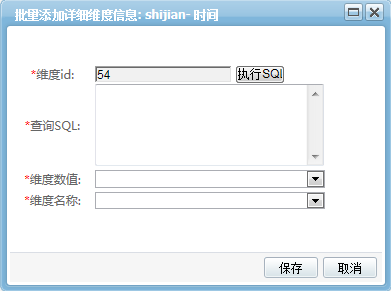 批量添加详细维度信息: shijian- 时间
*维度id: 54 执行SQl
*查询SQL:
*维度数值:
*维度名称:
保存 取消